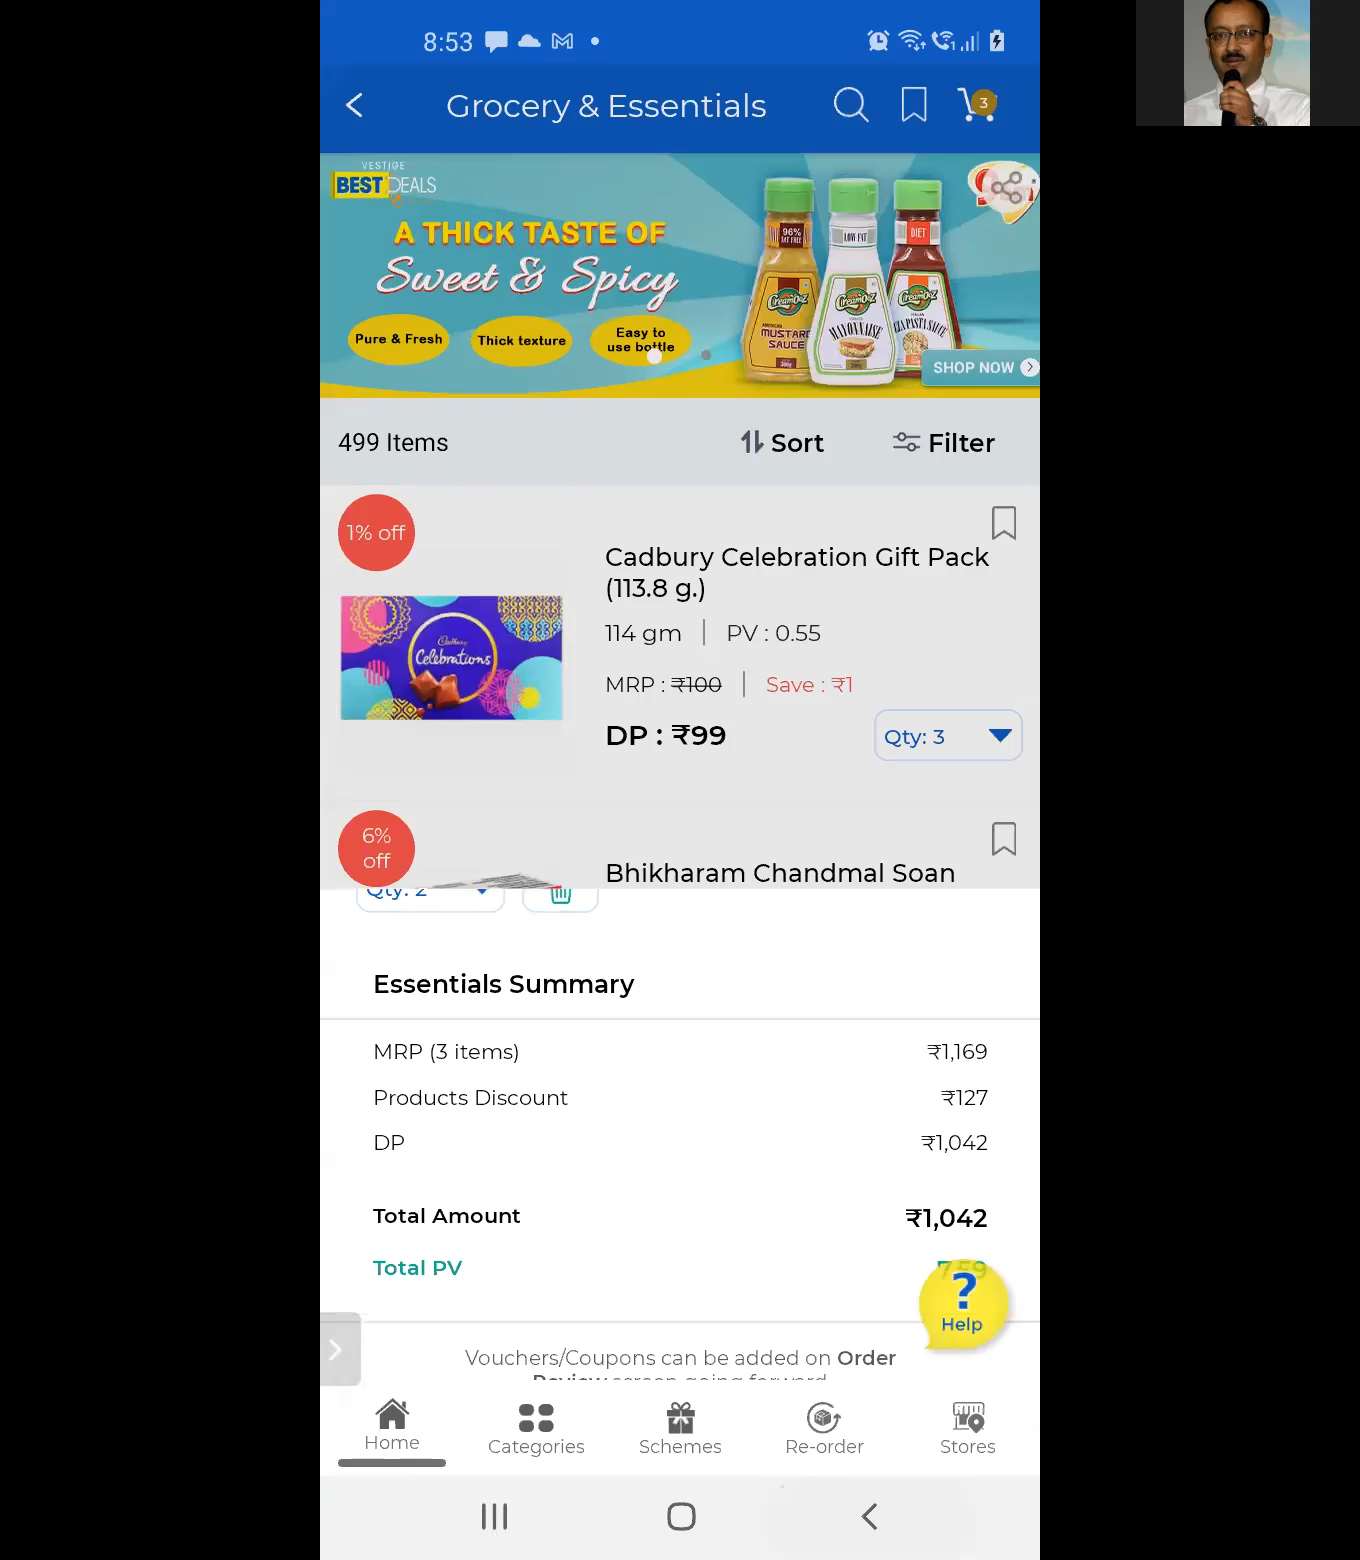 8:53
Grocery & Essentials
3
VESTIGE
BEST DEALS
A THICK TASTE OF
Sweet & Spicy
Pure & Fresh
Thick texture
Easy to
use bottle
96%
FAT FREE
LOW FAT
DIET
CreamOoZ
CreamOoZ
CreamOoZ
MUSTARD
SAUCE
MAYONNAISE
SHOP NOW
499 Items
Sort
Filter
1% off
Cadbury Celebration Gift Pack
(113.8 g.)
114 gm | PV : 0.55
MRP : ₹100 | Save : ₹1
DP : ₹99
Qty: 3
Cadbury
Celebrations
6%
off
Bhikharam Chandmal Soan
Qty: 2
Essentials Summary
MRP (3 items) ₹1,169
Products Discount ₹127
DP ₹1,042
Total Amount ₹1,042
Total PV
?
Help
Vouchers/Coupons can be added on Order
Review screen going forward
Home
Categories
Schemes
Re-order
Stores